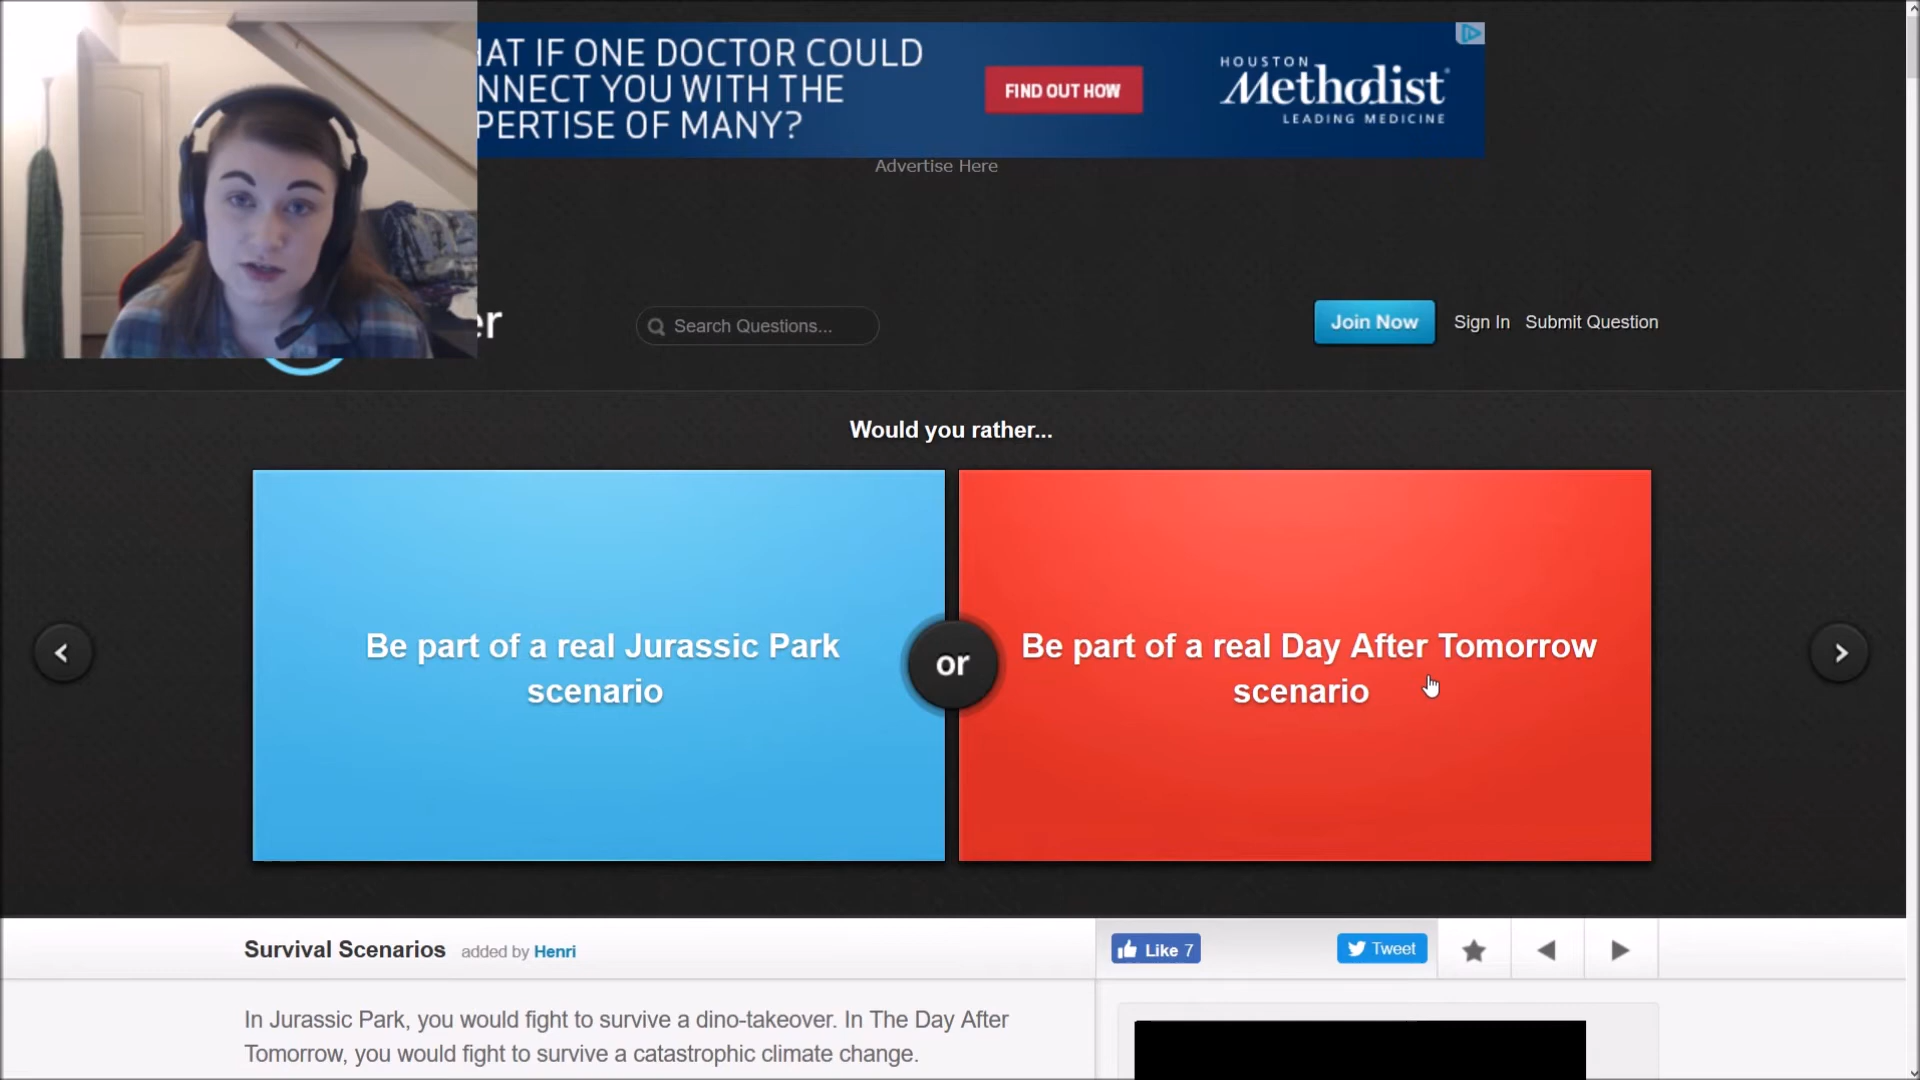 HAT IF ONE DOCTOR COULD
NNECT YOU WITH THE
PERTISE OF MANY?
FIND OUT HOW
HOUSTON
Methodist
LEADING MEDICINE
Advertise Here
er
Search Questions...
Join Now
Sign In
Submit Question
Would you rather...
Be part of a real Jurassic Park
scenario
or
Be part of a real Day After Tomorrow
scenario
Survival Scenarios added by Henri
Like 7
Tweet
In Jurassic Park, you would fight to survive a dino-takeover. In The Day After
Tomorrow, you would fight to survive a catastrophic climate change.